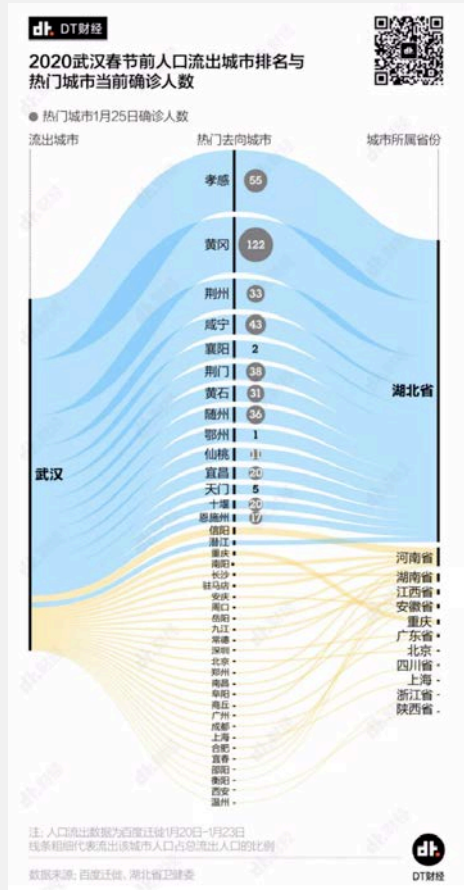 dt. DT财经
2020武汉春节前人口流出城市排名与
热门城市当前确诊人数
热门城市1月25日确诊人数
流出城市 热门去向城市 城市所属省份
孝感 55
黄冈 122
荆州 33
咸宁 43
襄阳 2
荆门 38
黄石 31
随州 36
鄂州 1
仙桃 11
宜昌 20
天门 5
十堰 20
恩施州 17
信阳
潜江
重庆
南阳
长沙
驻马店
安庆
周口
岳阳
九江
常德
深圳
北京
郑州
南昌
阜阳
商丘
广州
成都
上海
合肥
宜春
邵阳
衡阳
西安
温州
武汉
湖北省
河南省
湖南省
江西省
安徽省
重庆
广东省
北京
四川省
上海
浙江省
陕西省
注：人口流出数据为百度迁徙1月20日-1月23日
线条粗细代表流出该城市人口占总流出人口的比例
数据来源：百度迁徙、湖北省卫健委
dt.
DT财经